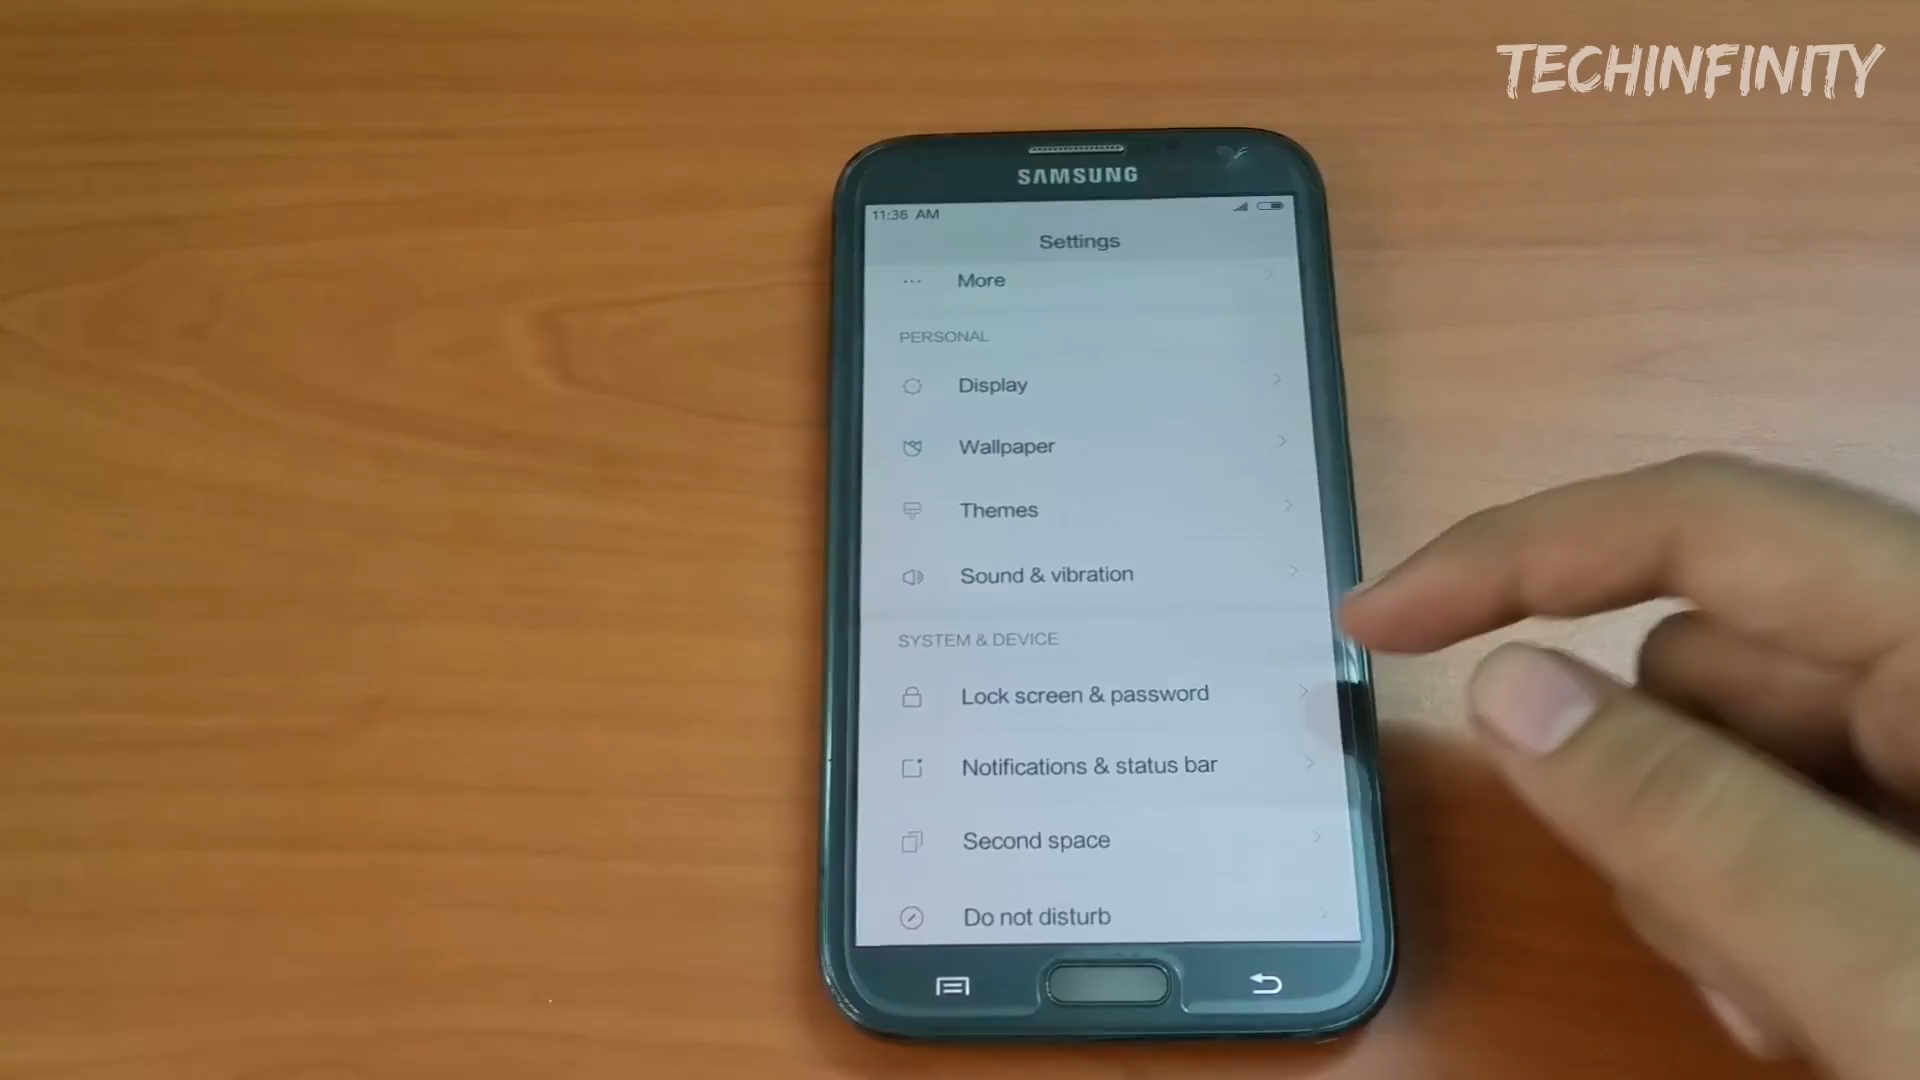 TECHINFINITY
SAMSUNG
11:36 AM
Settings
More
PERSONAL
Display
Wallpaper
Themes
Sound & vibration
SYSTEM & DEVICE
Lock screen & password
Notifications & status bar
Second space
Do not disturb